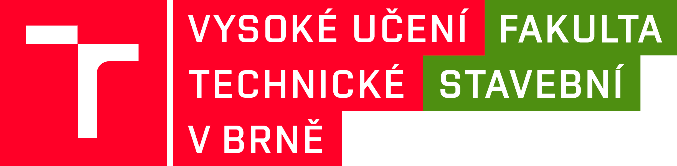 VYSOKÉ UČENÍ FAKULTA
TECHNICKÉ STAVEBNÍ
V BRNĚ